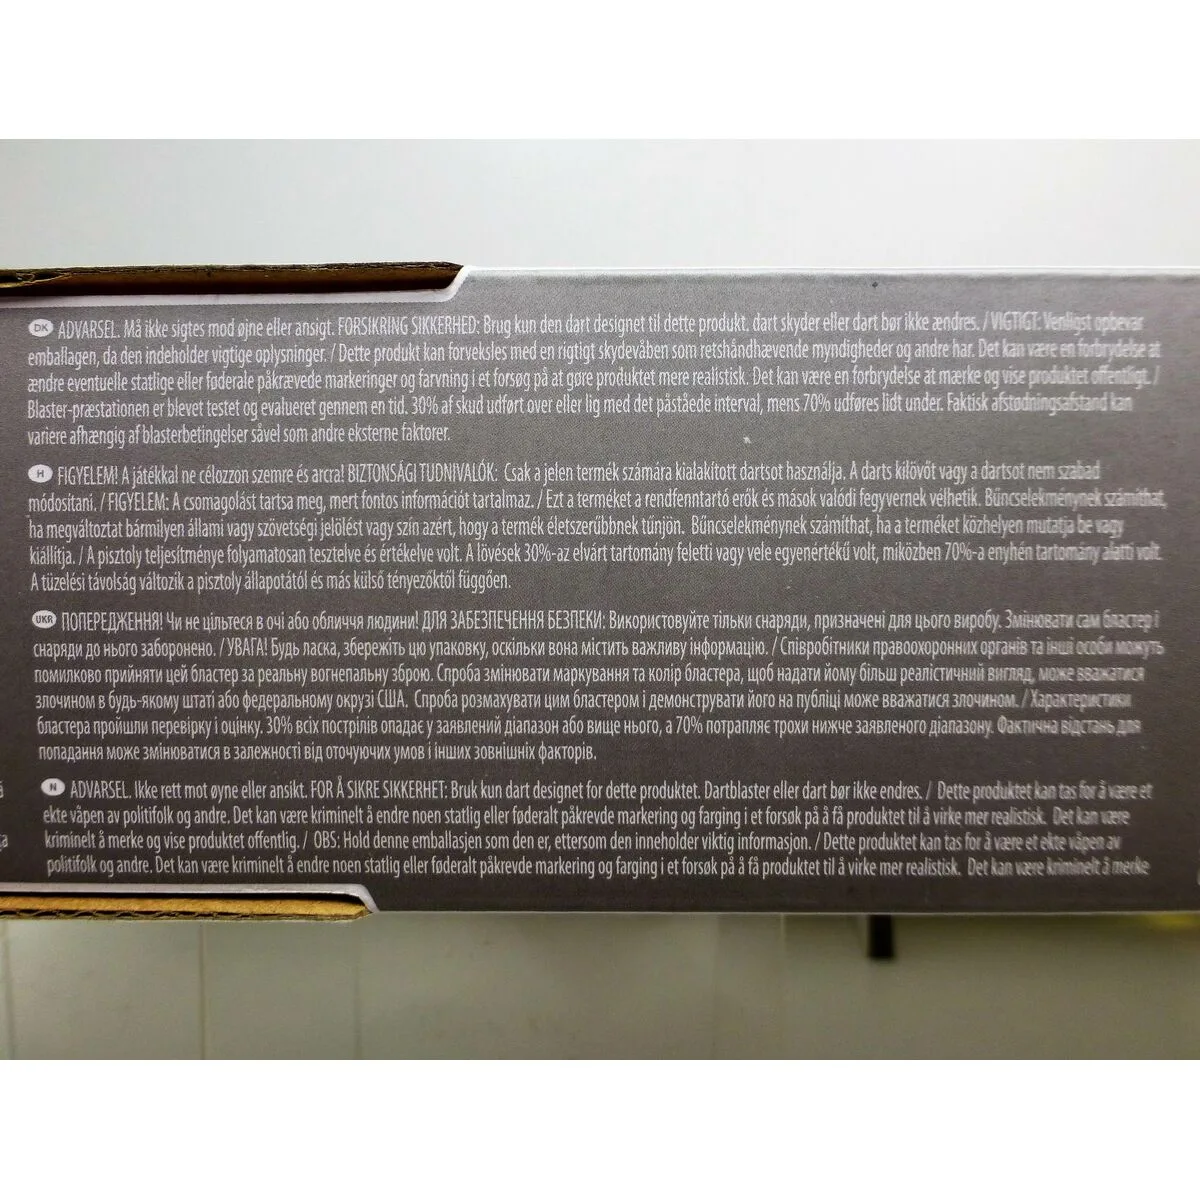 DK ADVARSEL. Må ikke sigtes mod øjne eller ansigt. FORSIKRING SIKKERHED: Brug kun den dart designet til dette produkt. dart skyder eller dart bør ikke ændres. / VIGTIGT: Venligst opbevar
emballagen, da den indeholder vigtige oplysninger. / Dette produkt kan forveksles med en rigtigt skydevåben som retshåndhævende myndigheder og andre har. Det kan være en forbrydelse at
ændre eventuelle statlige eller føderale påkrævede markeringer og farvning i et forsøg på at gøre produktet mere realistisk. Det kan være en forbrydelse at mærke og vise produktet offentligt. /
Blaster-præstationen er blevet testet og evalueret gennem en tid. 30% af skud udført over eller lig med det påståede interval, mens 70% udføres lidt under. Faktisk afstødningsafstand kan
variere afhængig af blasterbetingelser såvel som andre eksterne faktorer.
H FIGYELEM! A játékkal ne célozzon szemre és arcra! BIZTONSÁGI TUDNIVALÓK: Csak a jelen termék számára kialakított dartsot használja. A darts kilövőt vagy a dartsot nem szabad
módosítani. / FIGYELEM: A csomagolást tartsa meg, mert fontos információt tartalmaz. / Ezt a terméket a rendfenntartó erők és mások valódi fegyvernek vélhetik. Bűncselekménynek számíthat,
ha megváltoztat bármilyen állami vagy szövetségi jelölést vagy szín azért, hogy a termék életszerűbbnek tűnjön. Bűncselekménynek számíthat, ha a terméket közhelyen mutatja be vagy
kiállítja. / A pisztoly teljesítménye folyamatosan tesztelve és értékelve volt. A lövések 30%-az elvárt tartomány feletti vagy vele egyenértékű volt, miközben 70%-a enyhén tartomány alatti volt.
A tüzelési távolság változik a pisztoly állapotától és más külső tényezőktől függően.
UKR ПОПЕРЕДЖЕННЯ! Чи не цільтеся в очі або обличчя людини! ДЛЯ ЗАБЕЗПЕЧЕННЯ БЕЗПЕКИ: Використовуйте тільки снаряди, призначені для цього виробу. Змінювати сам бластер і
снаряди до нього заборонено. / УВАГА! Будь ласка, збережіть цю упаковку, оскільки вона містить важливу інформацію. / Співробітники правоохоронних органів та інші особи можуть
помилково прийняти цей бластер за реальну вогнепальну зброю. Спроба змінювати маркування та колір бластера, щоб надати йому більш реалістичний вигляд, може вважатися
злочином в будь-якому штаті або федеральному окрузі США. Спроба розмахувати цим бластером і демонструвати його на публіці може вважатися злочином. / Характеристики
бластера пройшли перевірку і оцінку. 30% всіх пострілів опадає у заявлений діапазон або вище нього, а 70% потрапляє трохи нижче заявленого діапазону. Фактична відстань для
попадання може змінюватися в залежності від оточуючих умов і інших зовнішніх факторів.
N ADVARSEL. Ikke rett mot øyne eller ansikt. FOR Å SIKRE SIKKERHET: Bruk kun dart designet for dette produktet. Dartblaster eller dart bør ikke endres. / Dette produktet kan tas for å være et
ekte våpen av politifolk og andre. Det kan være kriminelt å endre noen statlig eller føderalt påkrevde markering og farging i et forsøk på å få produktet til å virke mer realistisk. Det kan være
kriminelt å merke og vise produktet offentlig. / OBS: Hold denne emballasjen som den er, ettersom den inneholder viktig informasjon. / Dette produktet kan tas for å være et ekte våpen av
politifolk og andre. Det kan være kriminelt å endre noen statlig eller føderalt påkrevde markering og farging i et forsøk på å få produktet til å virke mer realistisk. Det kan være kriminelt å merke